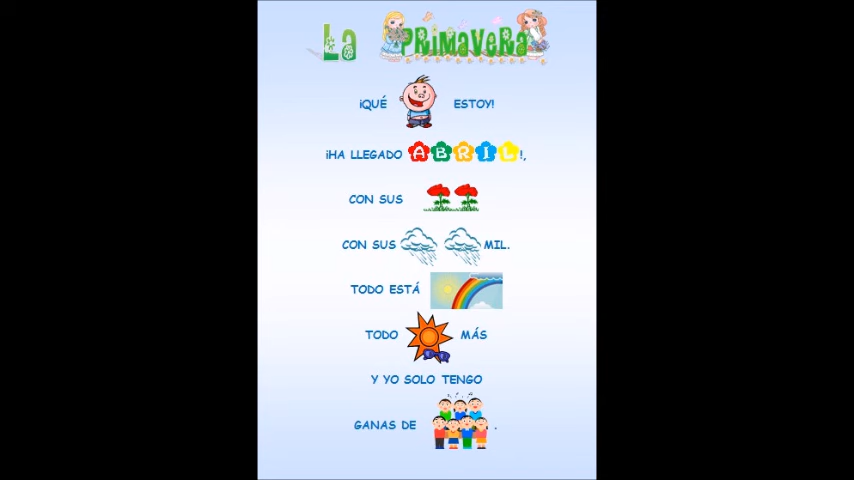 La PRiMaVeRa
¡QUÉ ESTOY!
¡HA LLEGADO ABRIL!,
CON SUS
CON SUS MIL.
TODO ESTÁ
TODO MÁS
Y YO SOLO TENGO
GANAS DE .